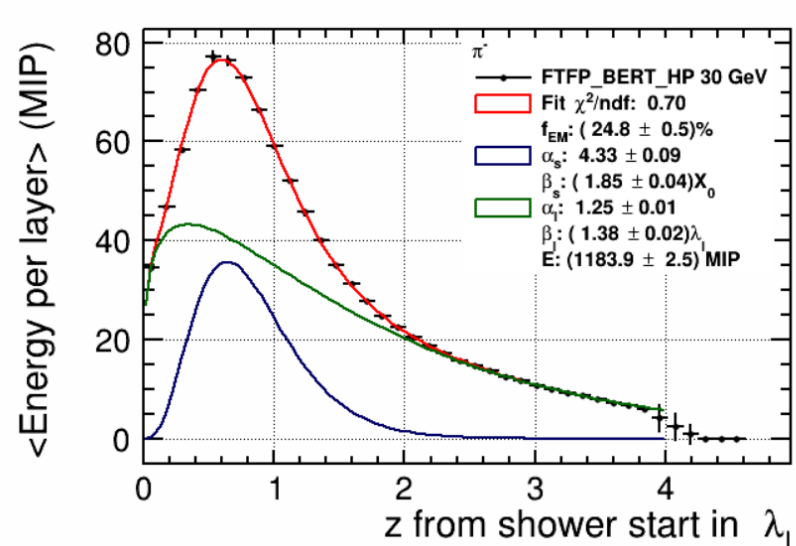 <Energy per layer> (MIP)
80
60
40
20
0
π⁻
FTFP_BERT_HP 30 GeV
Fit χ²/ndf: 0.70
f_EM: ( 24.8 ± 0.5)%
α_s: 4.33 ± 0.09
β_s: ( 1.85 ± 0.04)X_0
α_l: 1.25 ± 0.01
β_l: ( 1.38 ± 0.02)λ_I
E: (1183.9 ± 2.5) MIP
0 1 2 3 4
z from shower start in λ_I